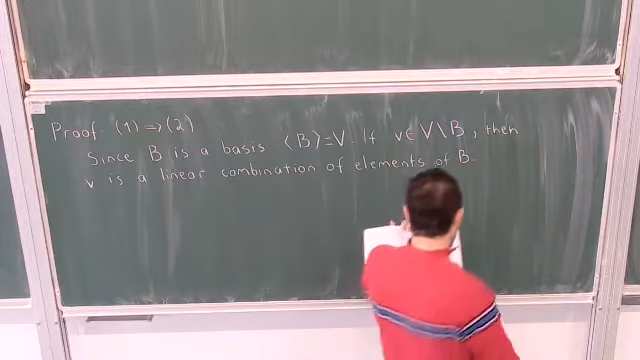 Proof. (1) ⇒ (2)
Since B is a basis ⟨B⟩ = V. If v ∈ V \ B, then
v is a linear combination of elements of B.